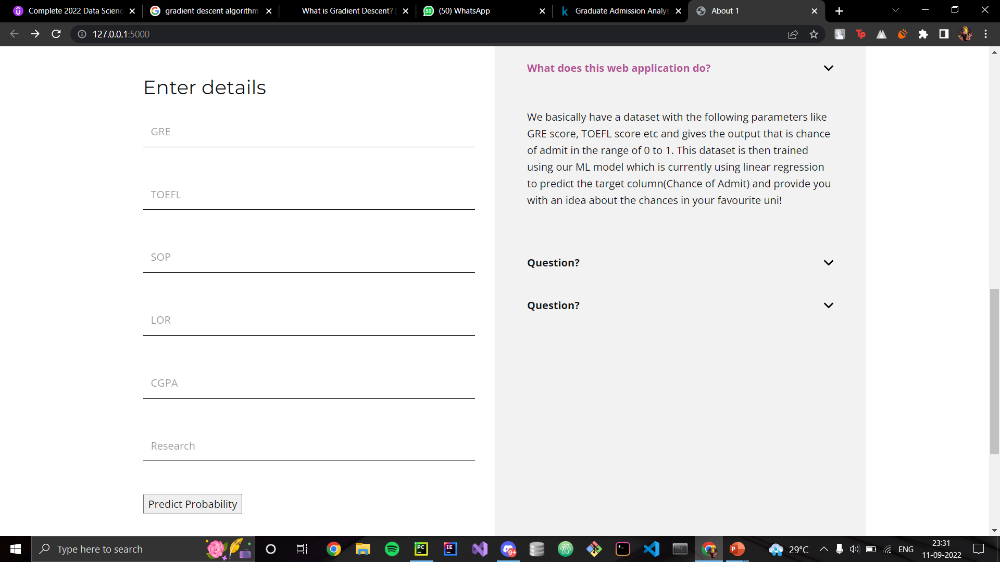 Complete 2022 Data Scienc
gradient descent algorithm
What is Gradient Descent? |
50
(50) WhatsApp
k
Graduate Admission Analys
About 1
127.0.0.1:5000
Tp
Enter details
GRE
TOEFL
SOP
LOR
CGPA
Research
Predict Probability
What does this web application do?
We basically have a dataset with the following parameters like
GRE score, TOEFL score etc and gives the output that is chance
of admit in the range of 0 to 1. This dataset is then trained
using our ML model which is currently using linear regression
to predict the target column(Chance of Admit) and provide you
with an idea about the chances in your favourite uni!
Question?
Question?
Type here to search
PC
IE
9+
P
29°C
ENG
23:31
11-09-2022